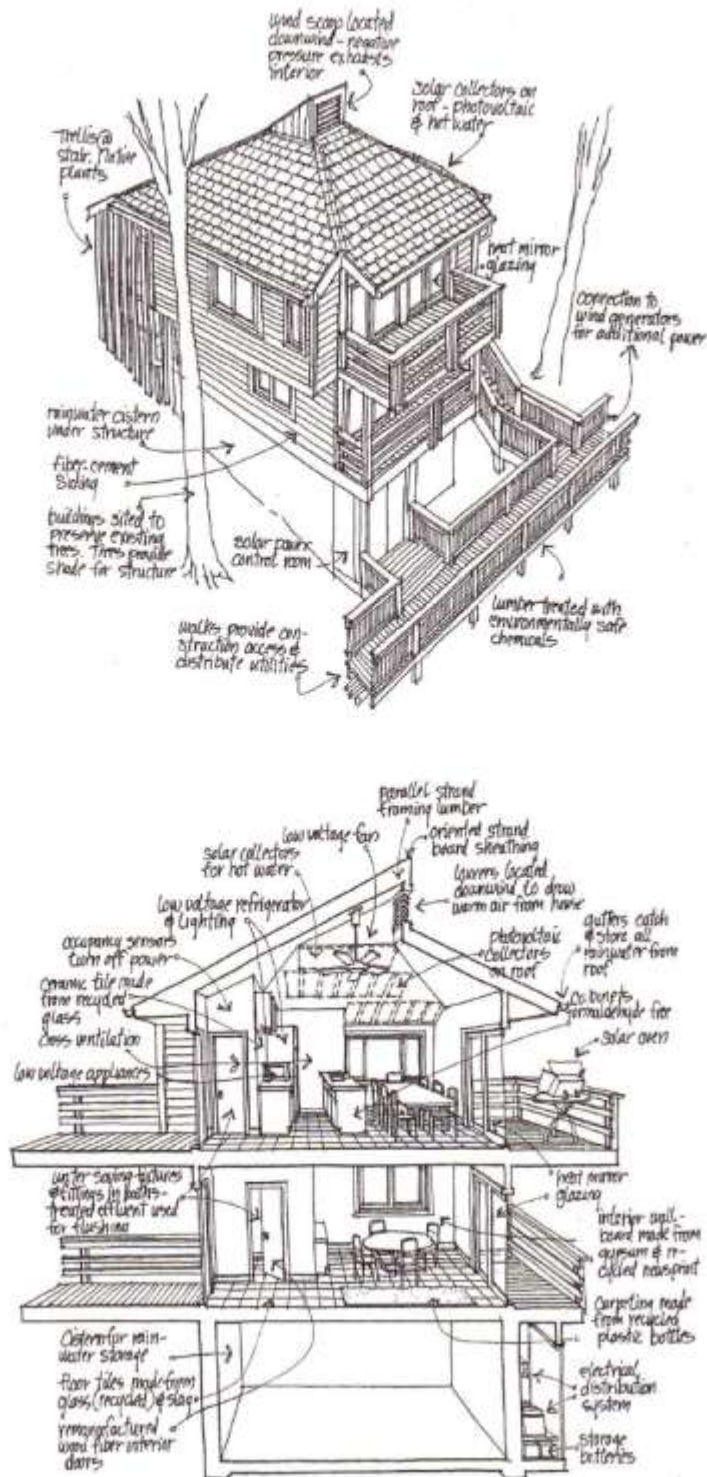 wind scoop located
downwind - negative
pressure exhausts
interior
solar collectors on
roof - photovoltaic
& hot water
Trellis @
stair. Native
plants
heat mirror
glazing
connection to
wind generators
for additional power
rainwater cistern
under structure
fiber-cement
siding
buildings sited to
preserve existing
trees. Trees provide
shade for structure
solar power
control room
walks provide con-
struction access &
distribute utilities
lumber treated with
environmentally safe
chemicals
parallel strand
framing lumber
low voltage fan
oriented strand
board sheathing
solar collectors
for hot water
louvers located
downwind to draw
warm air from home
low voltage refrigerator
& lighting
gutters catch
& store all
rainwater from
roof
occupancy sensors
turn off power
photovoltaic
collectors
on roof
ceramic tile made
from recycled
glass
cabinets
formaldehyde free
cross ventilation
solar oven
low voltage appliances
water saving fixtures
& fittings in baths-
treated effluent used
for flushing
heat mirror
glazing
interior wall-
board made from
gypsum & re-
cycled newsprint
carpeting made
from recycled
plastic bottles
Cistern for rain-
water storage
floor tiles made from
glass (recycled) & slag
remanufactured
wood fiber interior
doors
electrical
distribution
system
storage
batteries